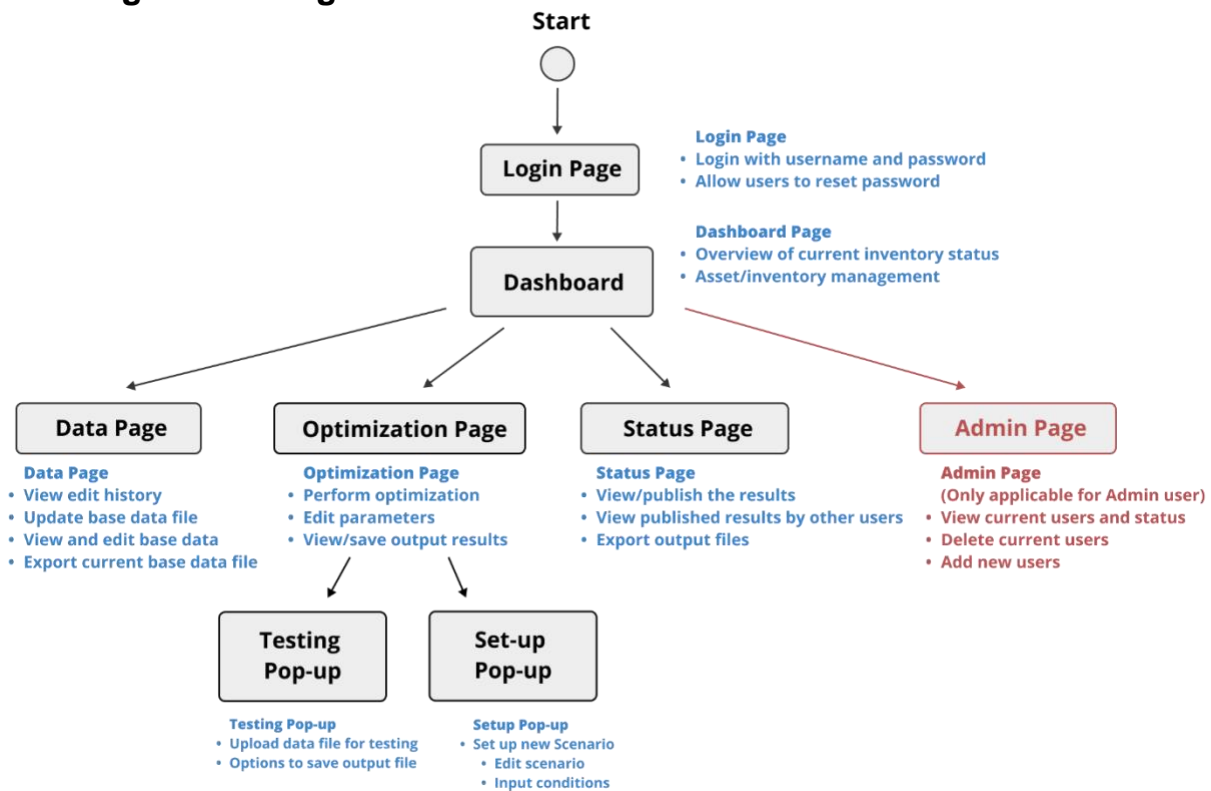 Start
Login Page
Login Page
• Login with username and password
• Allow users to reset password
Dashboard
Dashboard Page
• Overview of current inventory status
• Asset/inventory management
Data Page
Optimization Page
Status Page
Admin Page
Data Page
• View edit history
• Update base data file
• View and edit base data
• Export current base data file
Optimization Page
• Perform optimization
• Edit parameters
• View/save output results
Status Page
• View/publish the results
• View published results by other users
• Export output files
Admin Page
(Only applicable for Admin user)
• View current users and status
• Delete current users
• Add new users
Testing
Pop-up
Set-up
Pop-up
Testing Pop-up
• Upload data file for testing
• Options to save output file
Setup Pop-up
• Set up new Scenario
• Edit scenario
• Input conditions